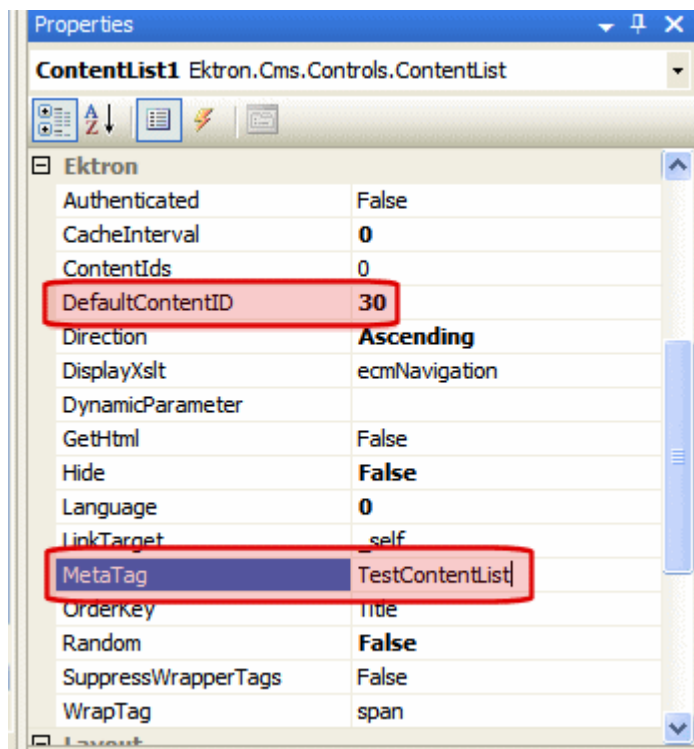 Properties
ContentList1 Ektron.Cms.Controls.ContentList
Ektron
Authenticated False
CacheInterval 0
ContentIds 0
DefaultContentID 30
Direction Ascending
DisplayXslt ecmNavigation
DynamicParameter
GetHtml False
Hide False
Language 0
LinkTarget _self
MetaTag TestContentList
OrderKey Title
Random False
SuppressWrapperTags False
WrapTag span
Layout